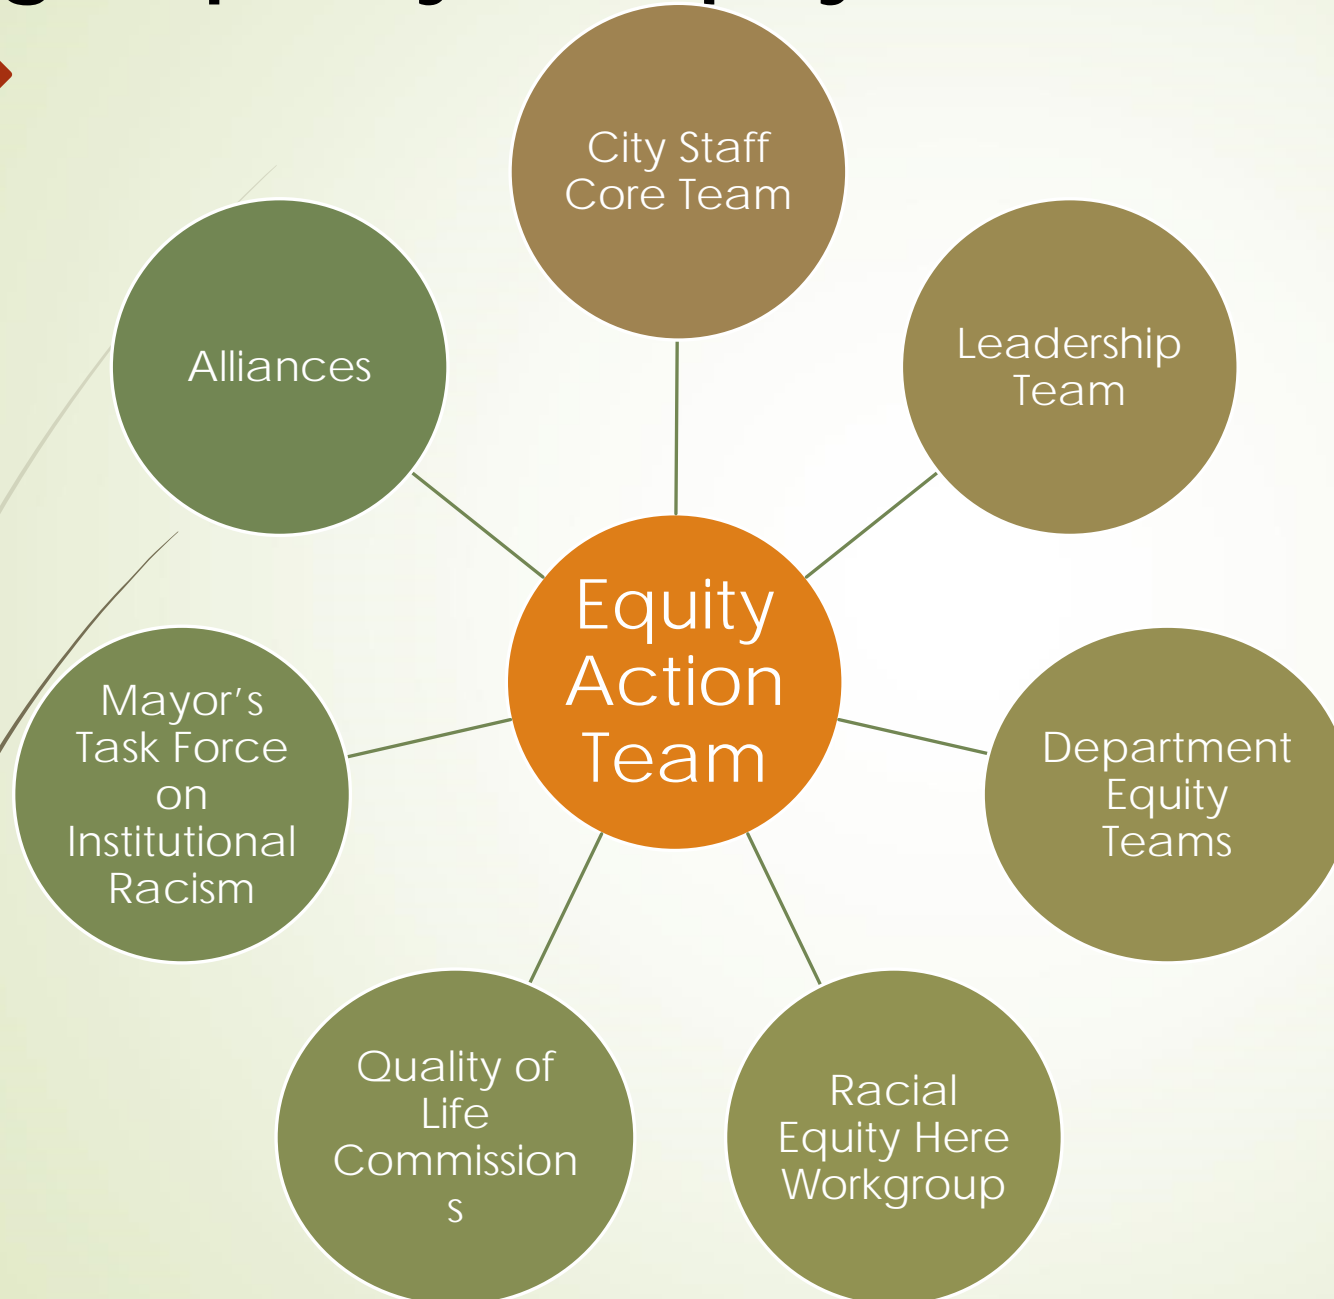 City Staff
Core Team
Leadership
Team
Alliances
Equity
Action
Team
Department
Equity
Teams
Mayor’s
Task Force
on
Institutional
Racism
Racial
Equity Here
Workgroup
Quality of
Life
Commission
s